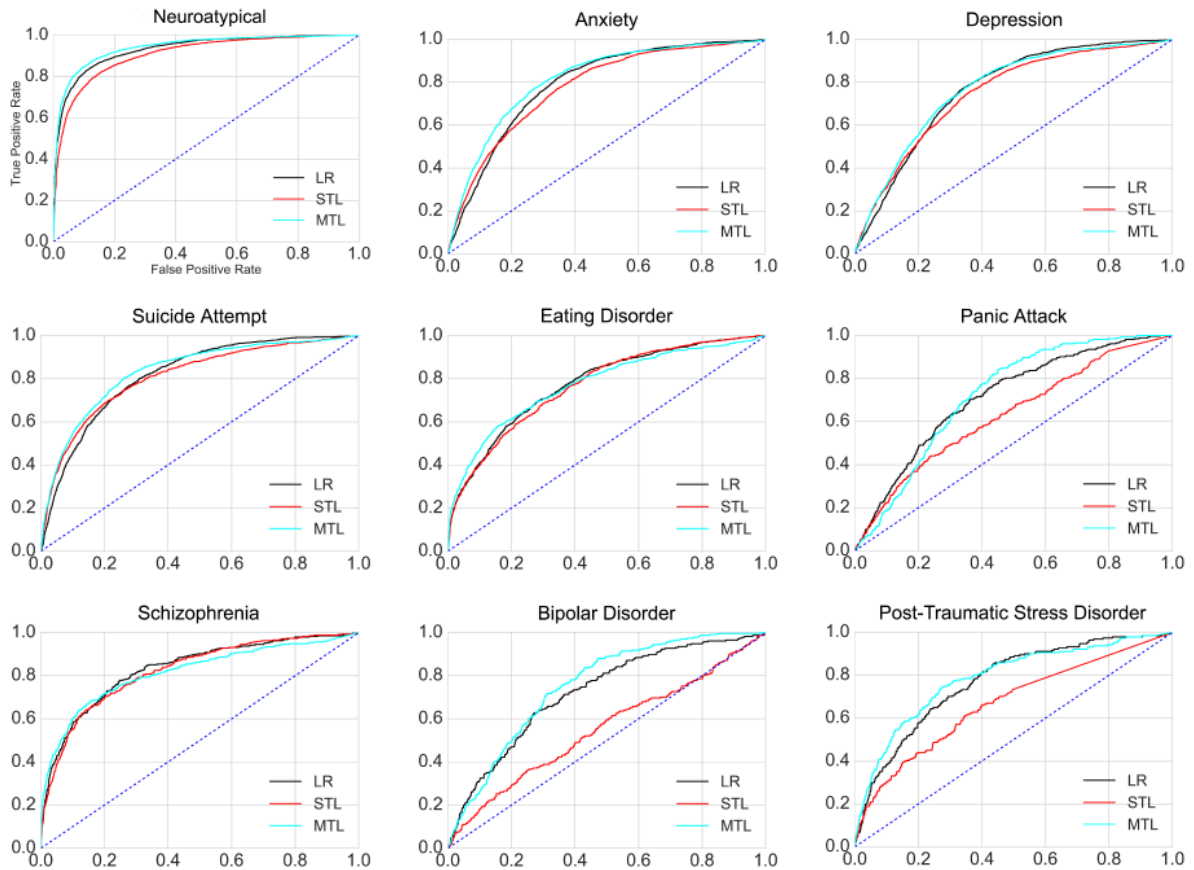 Neuroatypical
1.0
0.8
0.6
0.4
0.2
0.0
True Positive Rate
LR
STL
MTL
0.0 0.2 0.4 0.6 0.8 1.0
False Positive Rate
Anxiety
1.0
0.8
0.6
0.4
0.2
0.0
LR
STL
MTL
0.0 0.2 0.4 0.6 0.8 1.0
Depression
1.0
0.8
0.6
0.4
0.2
0.0
LR
STL
MTL
0.0 0.2 0.4 0.6 0.8 1.0
Suicide Attempt
1.0
0.8
0.6
0.4
0.2
0.0
LR
STL
MTL
0.0 0.2 0.4 0.6 0.8 1.0
Eating Disorder
1.0
0.8
0.6
0.4
0.2
0.0
LR
STL
MTL
0.0 0.2 0.4 0.6 0.8 1.0
Panic Attack
1.0
0.8
0.6
0.4
0.2
0.0
LR
STL
MTL
0.0 0.2 0.4 0.6 0.8 1.0
Schizophrenia
1.0
0.8
0.6
0.4
0.2
0.0
LR
STL
MTL
0.0 0.2 0.4 0.6 0.8 1.0
Bipolar Disorder
1.0
0.8
0.6
0.4
0.2
0.0
LR
STL
MTL
0.0 0.2 0.4 0.6 0.8 1.0
Post-Traumatic Stress Disorder
1.0
0.8
0.6
0.4
0.2
0.0
LR
STL
MTL
0.0 0.2 0.4 0.6 0.8 1.0